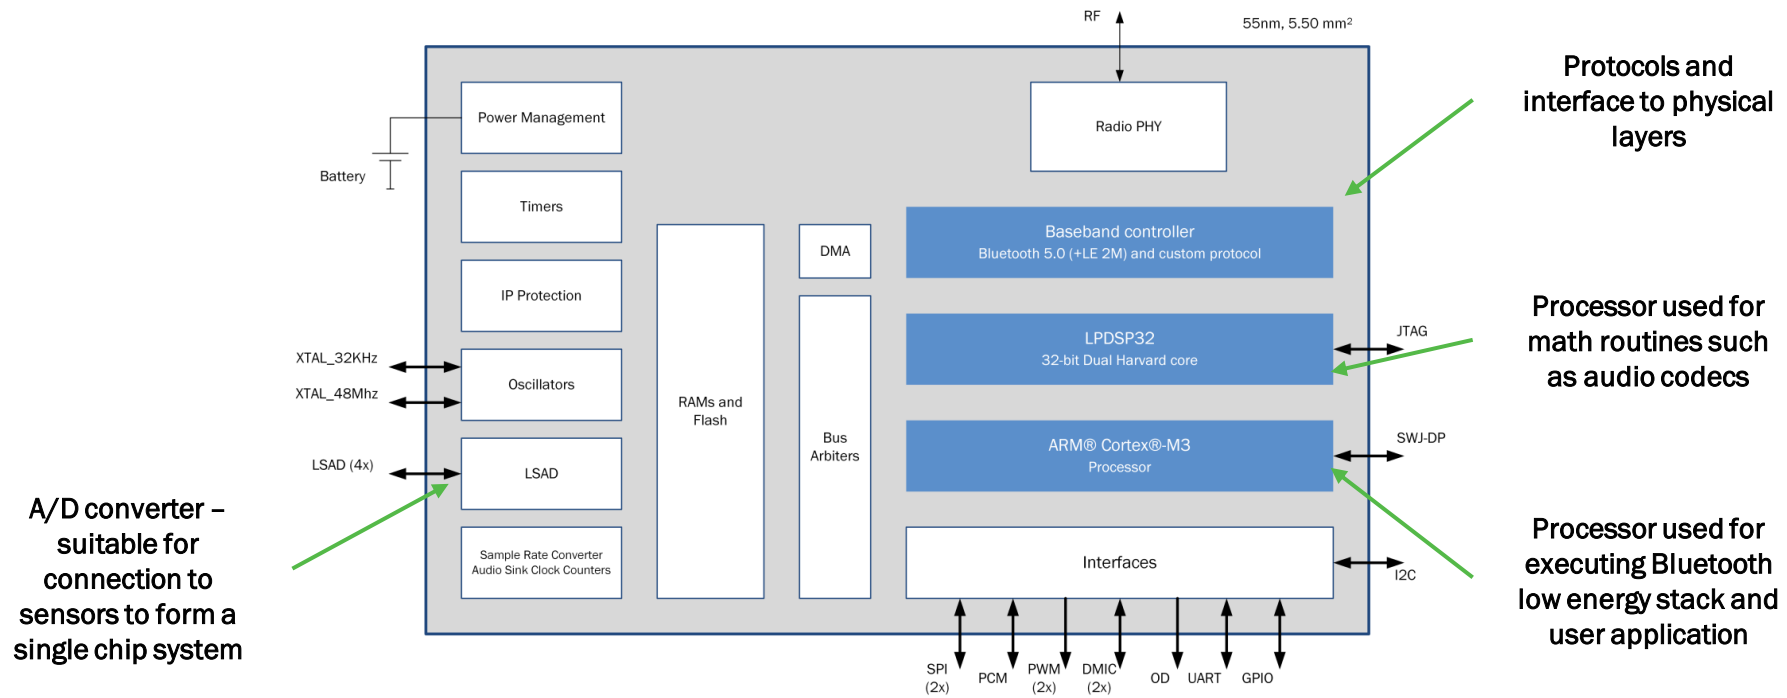 RF
55nm, 5.50 mm²
Protocols and
interface to physical
layers
Power Management
Radio PHY
Battery
Timers
Baseband controller
Bluetooth 5.0 (+LE 2M) and custom protocol
DMA
IP Protection
Processor used for
math routines such
as audio codecs
LPDSP32
32-bit Dual Harvard core
JTAG
XTAL_32KHz
XTAL_48Mhz
Oscillators
RAMs and
Flash
Bus
Arbiters
ARM® Cortex®-M3
Processor
SWJ-DP
LSAD (4x)
LSAD
A/D converter –
suitable for
connection to
sensors to form a
single chip system
Processor used for
executing Bluetooth
low energy stack and
user application
Sample Rate Converter
Audio Sink Clock Counters
Interfaces
I2C
SPI
(2x)
PCM
PWM
(2x)
DMIC
(2x)
OD
UART
GPIO